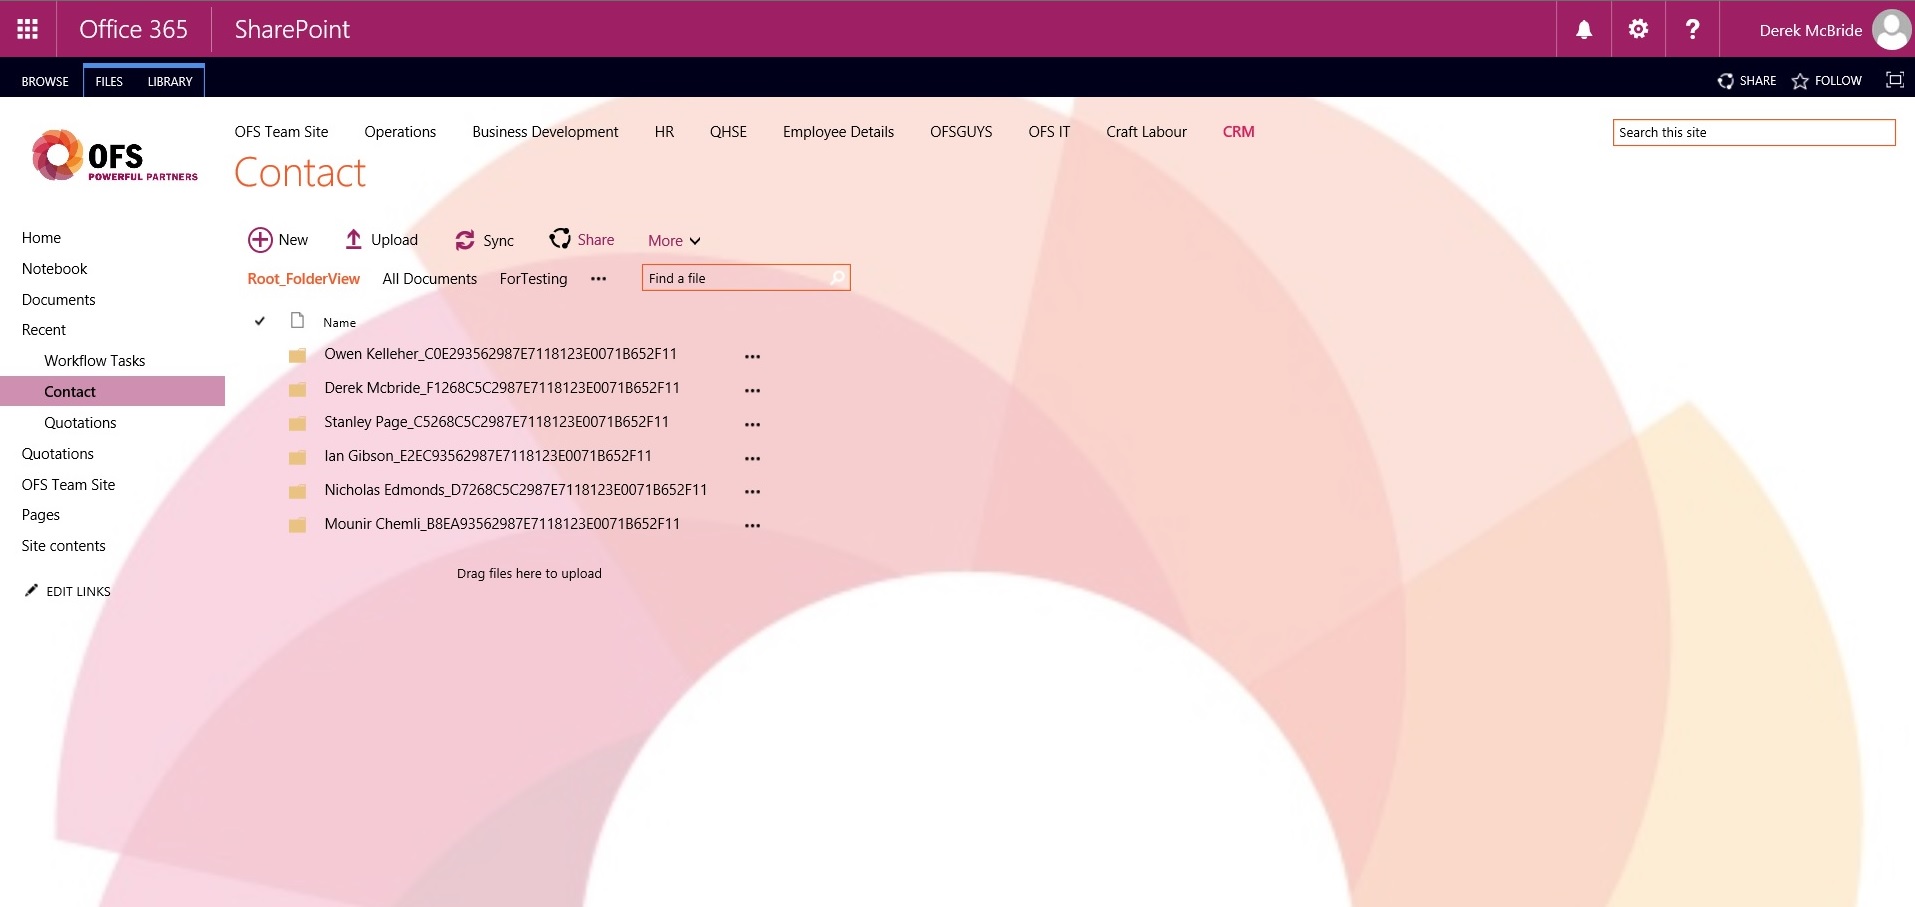 Office 365 SharePoint ? Derek McBride
BROWSE FILES LIBRARY SHARE FOLLOW
OFS Team Site Operations Business Development HR QHSE Employee Details OFSGUYS OFS IT Craft Labour CRM Search this site
OFS
POWERFUL PARTNERS
Contact
Home
Notebook
Documents
Recent
Workflow Tasks
Contact
Quotations
Quotations
OFS Team Site
Pages
Site contents
EDIT LINKS
New Upload Sync Share More
Root_FolderView All Documents ForTesting ••• Find a file
Name
Owen Kelleher_C0E293562987E7118123E0071B652F11 •••
Derek Mcbride_F1268C5C2987E7118123E0071B652F11 •••
Stanley Page_C5268C5C2987E7118123E0071B652F11 •••
Ian Gibson_E2EC93562987E7118123E0071B652F11 •••
Nicholas Edmonds_D7268C5C2987E7118123E0071B652F11 •••
Mounir Chemli_B8EA93562987E7118123E0071B652F11 •••
Drag files here to upload